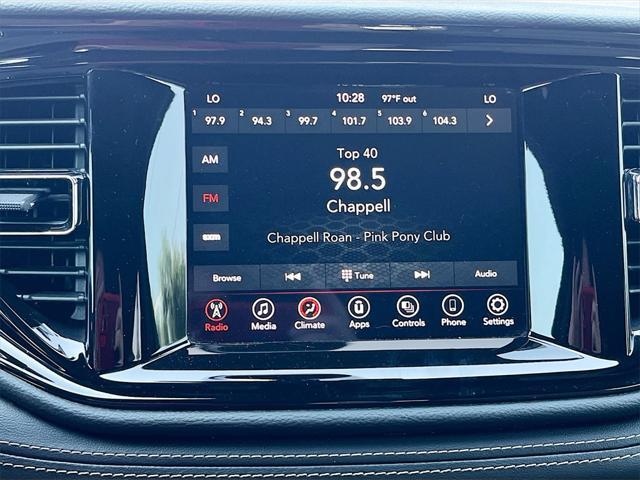 LO 10:28 97°F out LO
1 97.9 2 94.3 3 99.7 4 101.7 5 103.9 6 104.3
AM
Top 40
98.5
FM
Chappell
sxm
Chappell Roan - Pink Pony Club
Browse Tune Audio
Radio Media Climate Apps Controls Phone Settings